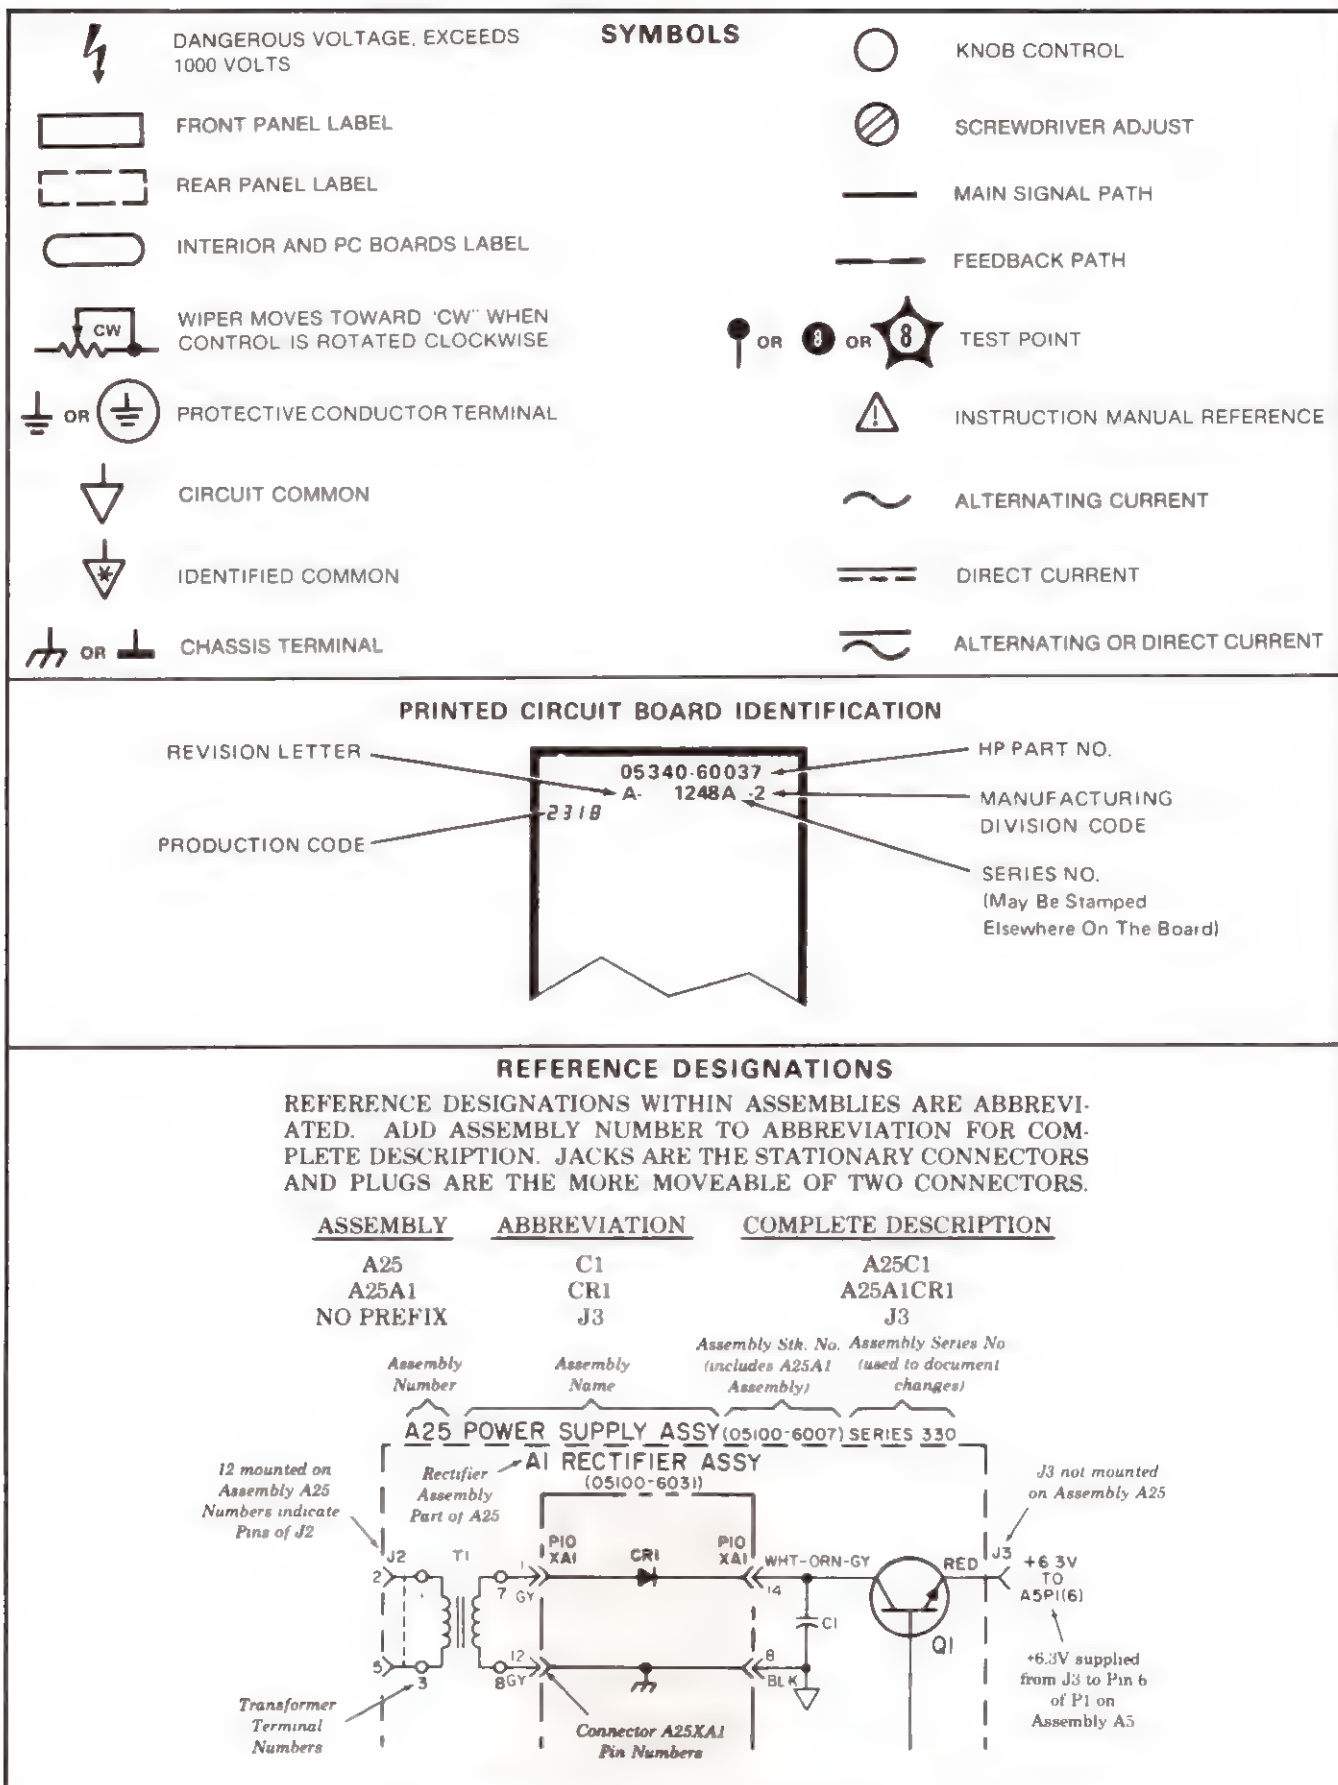 SYMBOLS
DANGEROUS VOLTAGE, EXCEEDS
1000 VOLTS
FRONT PANEL LABEL
REAR PANEL LABEL
INTERIOR AND PC BOARDS LABEL
CW
WIPER MOVES TOWARD 'CW" WHEN
CONTROL IS ROTATED CLOCKWISE
OR
PROTECTIVE CONDUCTOR TERMINAL
CIRCUIT COMMON
*
IDENTIFIED COMMON
OR
CHASSIS TERMINAL
KNOB CONTROL
SCREWDRIVER ADJUST
MAIN SIGNAL PATH
FEEDBACK PATH
OR 8 OR 8
TEST POINT
!
INSTRUCTION MANUAL REFERENCE
ALTERNATING CURRENT
DIRECT CURRENT
ALTERNATING OR DIRECT CURRENT
PRINTED CIRCUIT BOARD IDENTIFICATION
REVISION LETTER
PRODUCTION CODE
05340-60037
A- 1248A -2
2318
HP PART NO.
MANUFACTURING
DIVISION CODE
SERIES NO.
(May Be Stamped
Elsewhere On The Board)
REFERENCE DESIGNATIONS
REFERENCE DESIGNATIONS WITHIN ASSEMBLIES ARE ABBREVI-
ATED. ADD ASSEMBLY NUMBER TO ABBREVIATION FOR COM-
PLETE DESCRIPTION. JACKS ARE THE STATIONARY CONNECTORS
AND PLUGS ARE THE MORE MOVEABLE OF TWO CONNECTORS.
ASSEMBLY ABBREVIATION COMPLETE DESCRIPTION
A25 C1 A25C1
A25A1 CR1 A25A1CR1
NO PREFIX J3 J3
Assembly
Number
Assembly
Name
Assembly Stk. No.
(includes A25A1
Assembly)
Assembly Series No
(used to document
changes)
A25 POWER SUPPLY ASSY (05100-6007) SERIES 330
A1 RECTIFIER ASSY
(05100-6031)
12 mounted on
Assembly A25
Numbers indicate
Pins of J2
Rectifier
Assembly
Part of A25
J3 not mounted
on Assembly A25
J2
T1
P1O
XA1
CR1
P1O
XA1
WHT-ORN-GY
RED
J3
+6 3V
TO
A5P1(6)
2
7
1
GY
14
C1
Q1
5
3
8
12
GY
8
BLK
+6.3V supplied
from J3 to Pin 6
of P1 on
Assembly A5
Transformer
Terminal
Numbers
Connector A25XA1
Pin Numbers